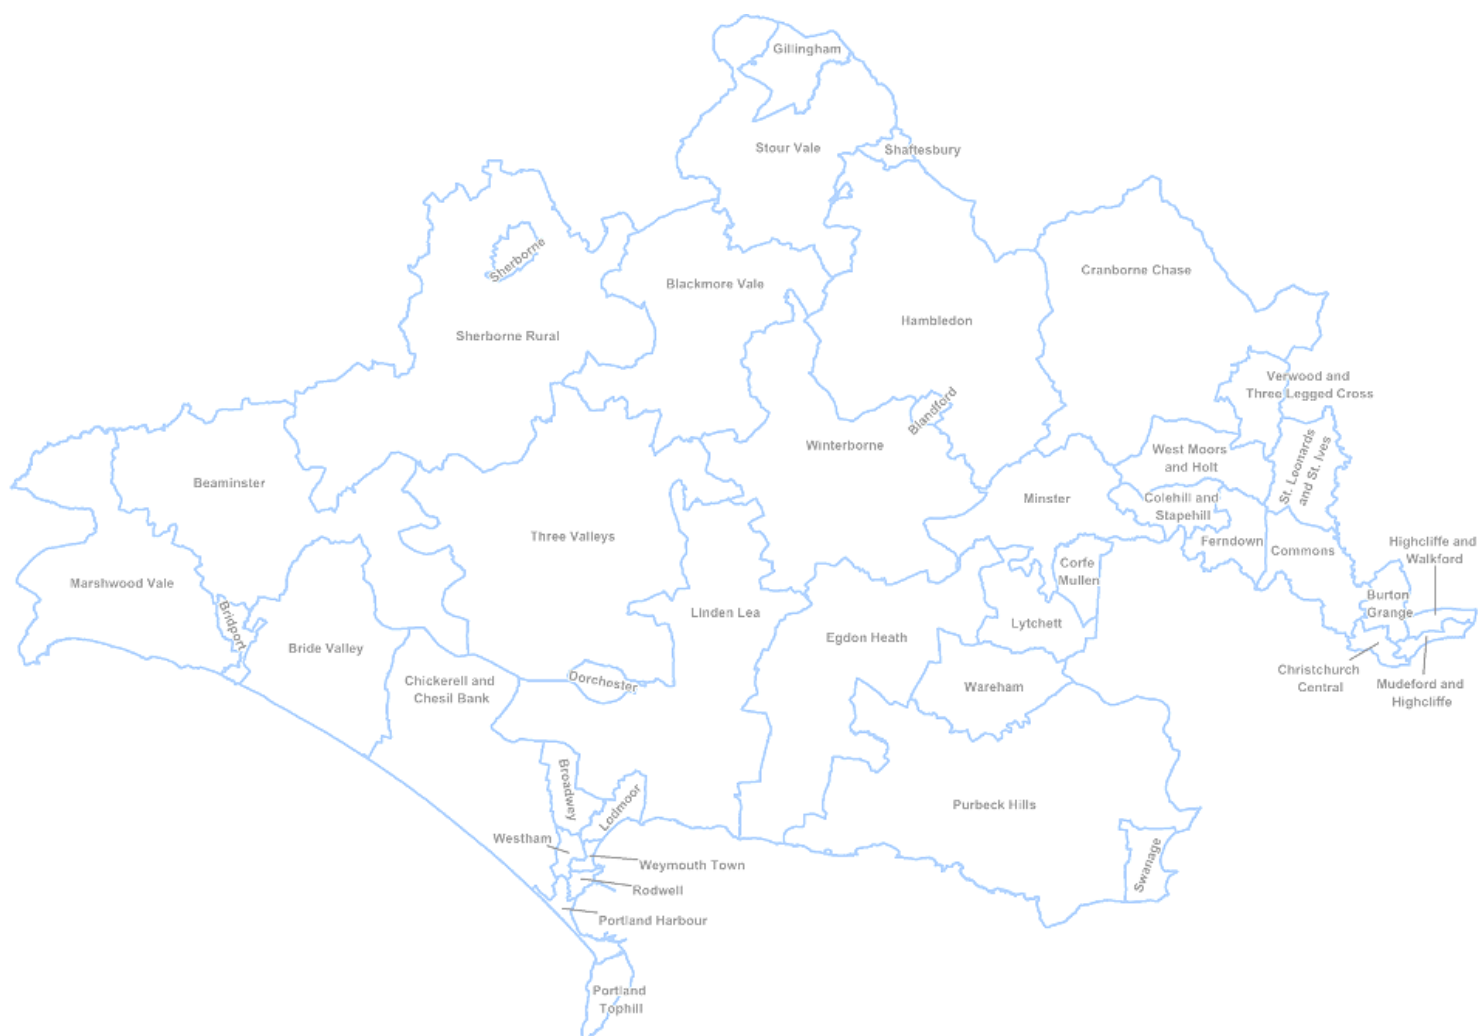 Gillingham
Stour Vale
Shaftesbury
Sherborne
Cranborne Chase
Blackmore Vale
Hambledon
Sherborne Rural
Verwood and
Three Legged Cross
Blandford
Winterborne
West Moors
and Holt
St. Leonards
and St. Ives
Beaminster
Minster
Colehill and
Stapehill
Three Valleys
Ferndown
Commons
Highcliffe and
Walkford
Corfe
Mullen
Marshwood Vale
Burton
Grange
Bridport
Linden Lea
Lytchett
Egdon Heath
Bride Valley
Christchurch
Central
Chickerell and
Chesil Bank
Dorchester
Wareham
Mudeford and
Highcliffe
Broadwey
Lodmoor
Purbeck Hills
Westham
Weymouth Town
Swanage
Rodwell
Portland Harbour
Portland
Tophill